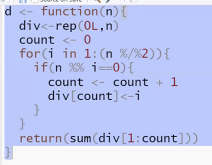 d <- function(n){
div<-rep(0L,n)
count <- 0
for(i in 1:(n %/%2)){
if(n %% i==0){
count <- count + 1
div[count]<-i
}
}
return(sum(div[1:count]))
}